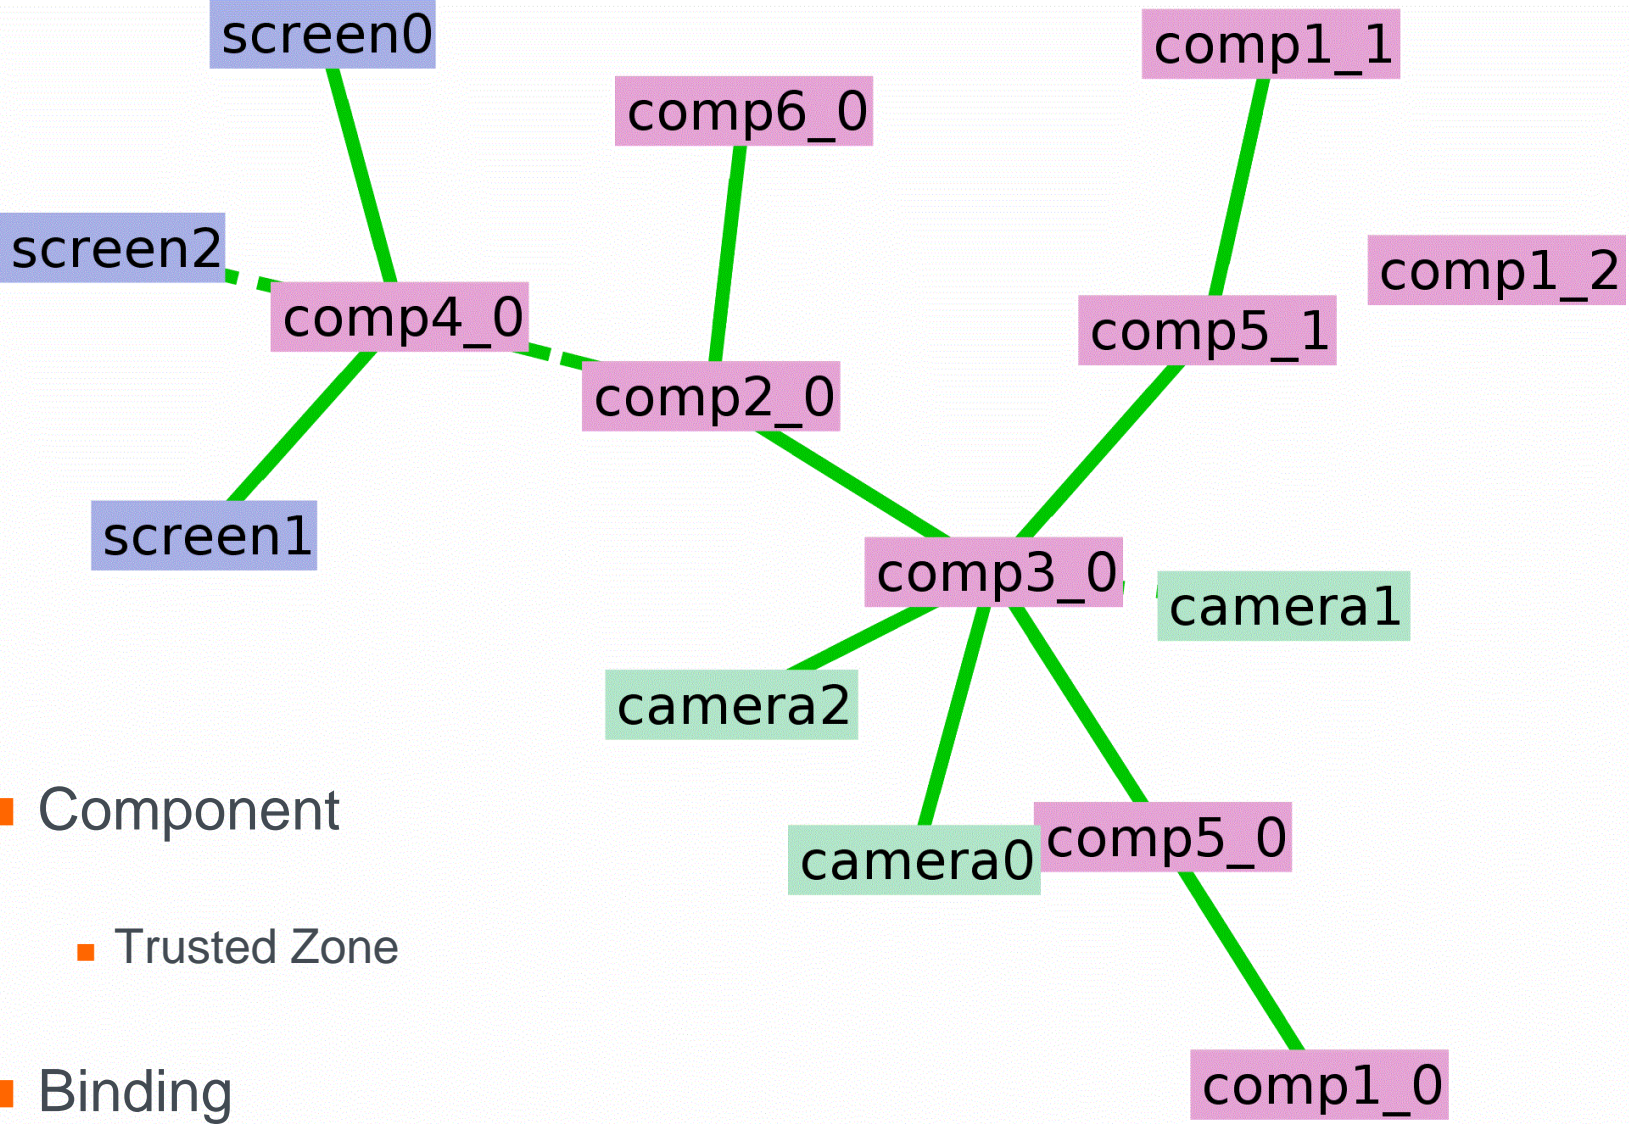 screen0
comp1_1
comp6_0
screen2
comp1_2
comp4_0
comp5_1
comp2_0
screen1
comp3_0
camera1
camera2
Component
camera0
comp5_0
Trusted Zone
Binding
comp1_0